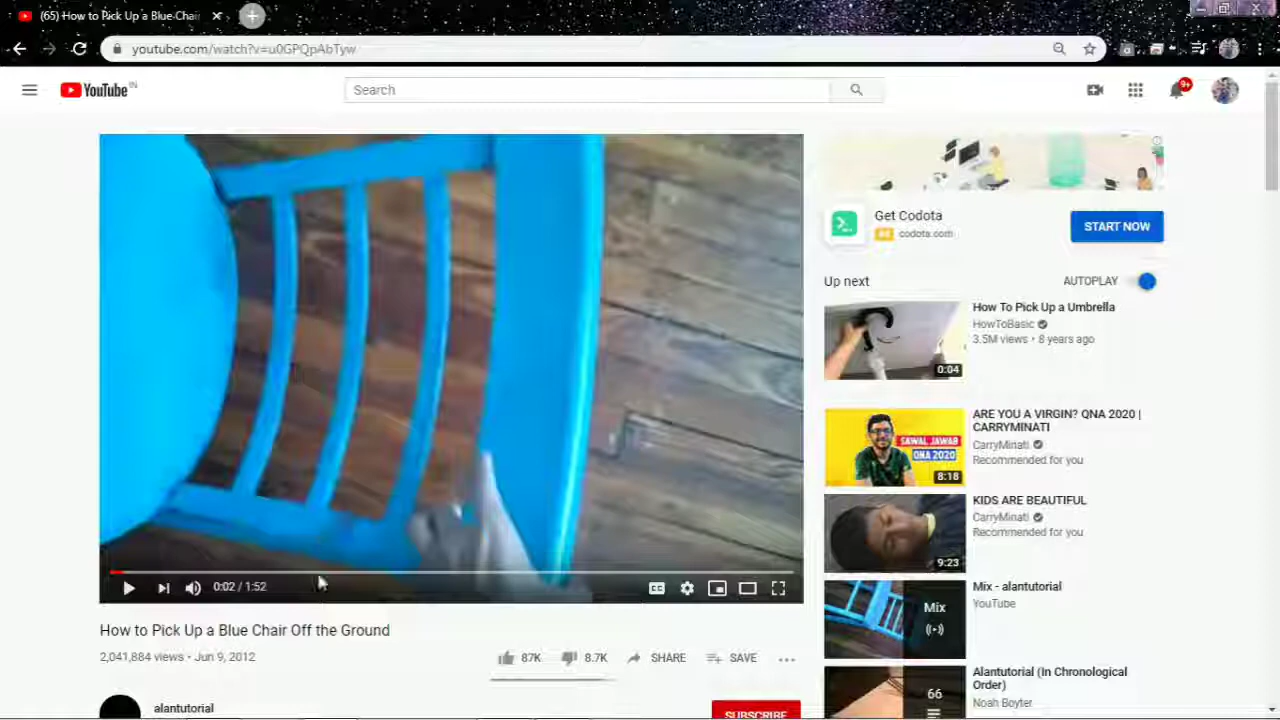 (65) How to Pick Up a Blue Chair
youtube.com/watch?v=u0GPQpAbTyw
YouTube IN
Search
9+
Get Codota
Ad codota.com
START NOW
Up next
AUTOPLAY
How To Pick Up a Umbrella
HowToBasic
3.5M views • 8 years ago
0:04
ARE YOU A VIRGIN? QNA 2020 |
CARRYMINATI
CarryMinati
Recommended for you
SAWAL JAWAB
QNA 2020
8:18
KIDS ARE BEAUTIFUL
CarryMinati
Recommended for you
9:23
Mix - alantutorial
YouTube
Mix
0:02 / 1:52
CC
How to Pick Up a Blue Chair Off the Ground
2,041,884 views • Jun 9, 2012
87K
8.7K
SHARE
SAVE
Alantutorial (In Chronological
Order)
Noah Boyter
66
alantutorial
SUBSCRIBE